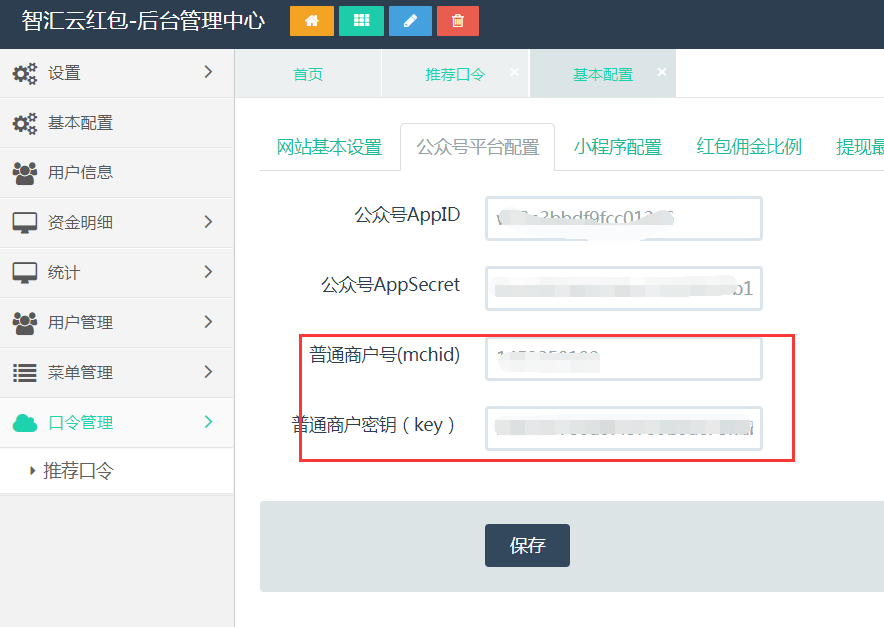 智汇云红包-后台管理中心
设置
基本配置
用户信息
资金明细
统计
用户管理
菜单管理
口令管理
推荐口令
首页 推荐口令 × 基本配置 ×
网站基本设置 公众号平台配置 小程序配置 红包佣金比例 提现最
公众号AppID
公众号AppSecret b1
普通商户号(mchid)
普通商户密钥（key）
保存